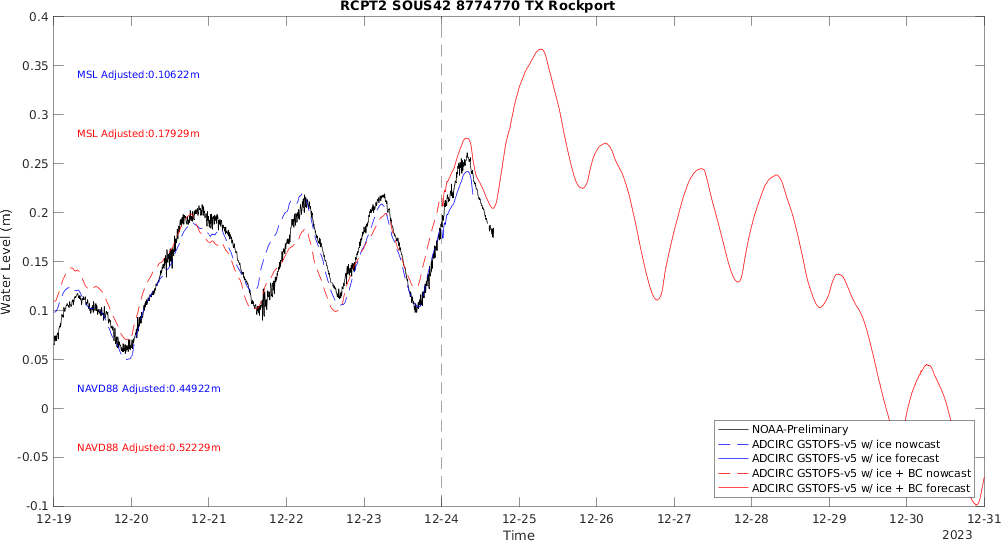 RCPT2 SOUS42 8774770 TX Rockport
0.4
0.35
0.3
0.25
0.2
0.15
0.1
0.05
0
-0.05
-0.1
Water Level (m)
MSL Adjusted:0.10622m
MSL Adjusted:0.17929m
NAVD88 Adjusted:0.44922m
NAVD88 Adjusted:0.52229m
NOAA-Preliminary
ADCIRC GSTOFS-v5 w/ ice nowcast
ADCIRC GSTOFS-v5 w/ ice forecast
ADCIRC GSTOFS-v5 w/ ice + BC nowcast
ADCIRC GSTOFS-v5 w/ ice + BC forecast
12-19 12-20 12-21 12-22 12-23 12-24 12-25 12-26 12-27 12-28 12-29 12-30 12-31
Time
2023